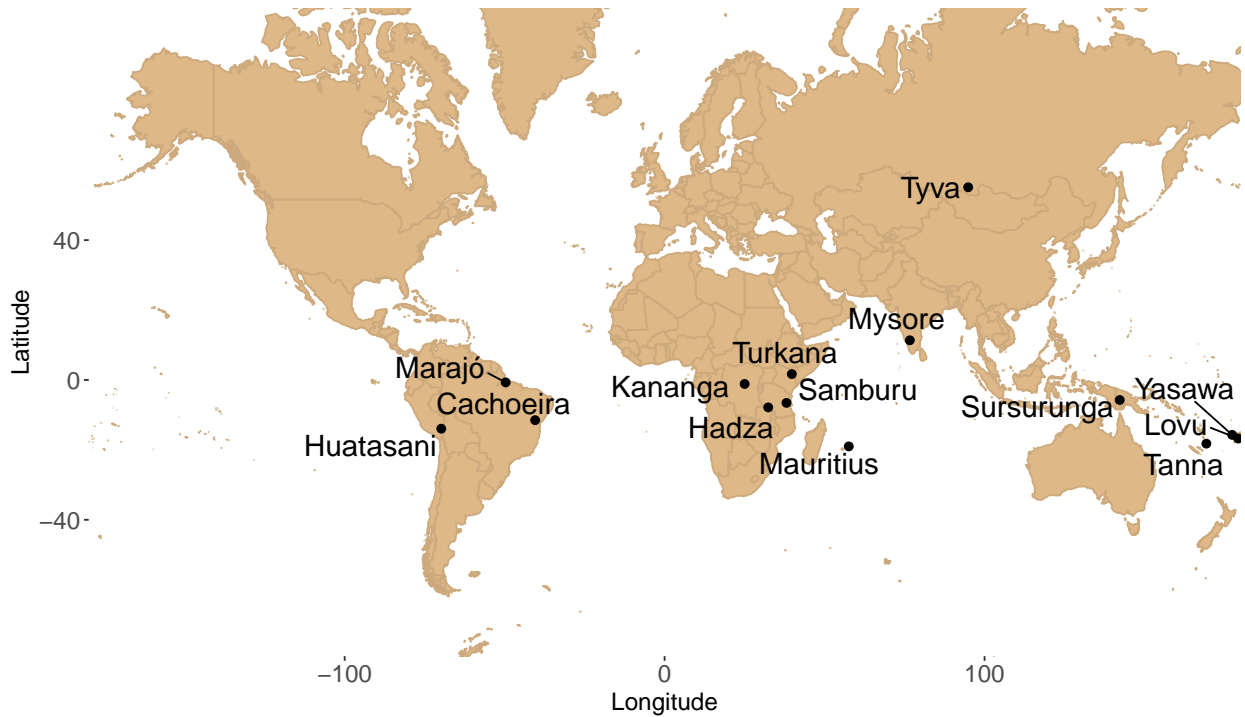 Tyva
40
Mysore
Turkana
Marajó
Kananga
Samburu
Yasawa
0
Cachoeira
Sursurunga
Lovu
Huatasani
Hadza
Mauritius
Tanna
−40
Latitude
−100
0
100
Longitude